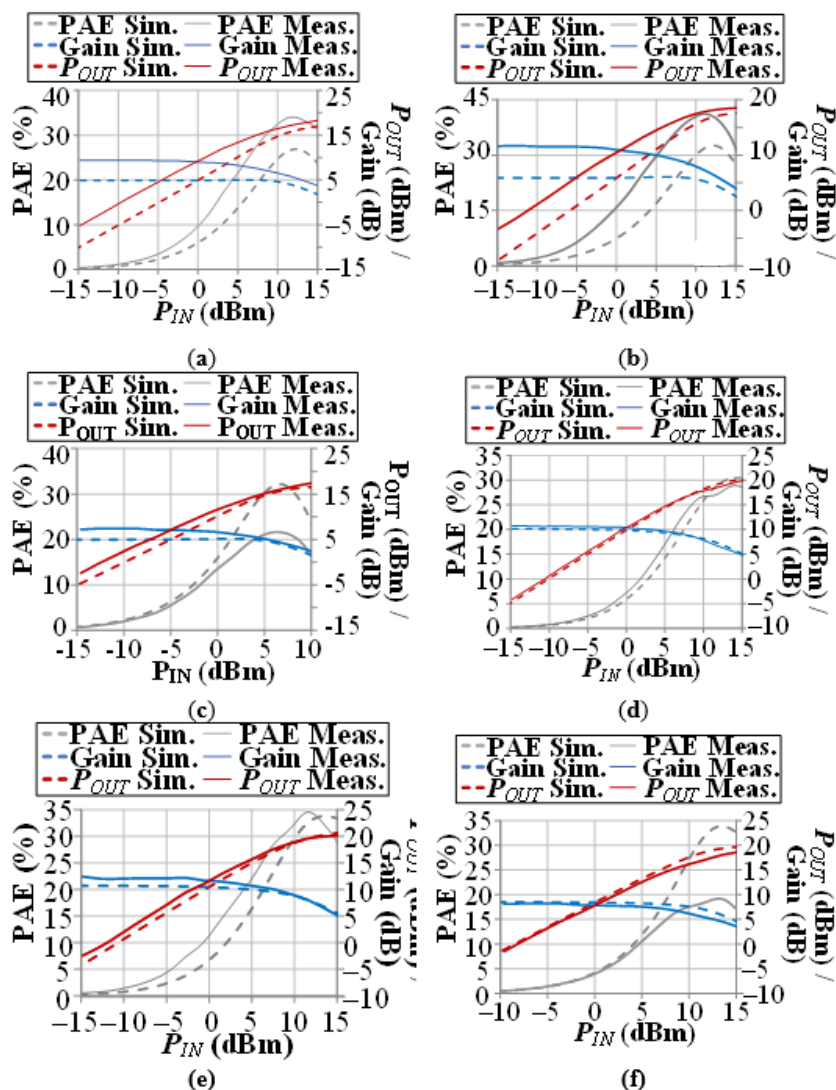 PAE Sim. PAE Meas.
Gain Sim. Gain Meas.
POUT Sim. POUT Meas.
40 30 20 10 0
PAE (%)
25 15 5 −5 −15
POUT (dBm) / Gain (dB)
−15 −10 −5 0 5 10 15
PIN (dBm)
(a)
PAE Sim. PAE Meas.
Gain Sim. Gain Meas.
POUT Sim. POUT Meas.
45 30 15 0
PAE (%)
20 10 0 −10
POUT (dBm) / Gain (dB)
−15 −10 −5 0 5 10 15
PIN (dBm)
(b)
PAE Sim. PAE Meas.
Gain Sim. Gain Meas.
POUT Sim. POUT Meas.
40 30 20 10 0
PAE (%)
25 15 5 -5 -15
POUT (dBm) / Gain (dB)
-15 -10 -5 0 5 10
PIN (dBm)
(c)
PAE Sim. PAE Meas.
Gain Sim. Gain Meas.
POUT Sim. POUT Meas.
35 30 25 20 15 10 5 0
PAE (%)
25 20 15 10 5 0 −5 −10
POUT (dBm) / Gain (dB)
−15 −10 −5 0 5 10 15
PIN (dBm)
(d)
PAE Sim. PAE Meas.
Gain Sim. Gain Meas.
POUT Sim. POUT Meas.
35 30 25 20 15 10 5 0
PAE (%)
25 20 15 10 5 0 −5 −10
Gain (dB)
−15 −10 −5 0 5 10 15
PIN (dBm)
(e)
PAE Sim. PAE Meas.
Gain Sim. Gain Meas.
POUT Sim. POUT Meas.
35 30 25 20 15 10 5 0
PAE (%)
25 20 15 10 5 0 −5 −10
POUT (dBm) / Gain (dB)
−10 −5 0 5 10 15
PIN (dBm)
(f)